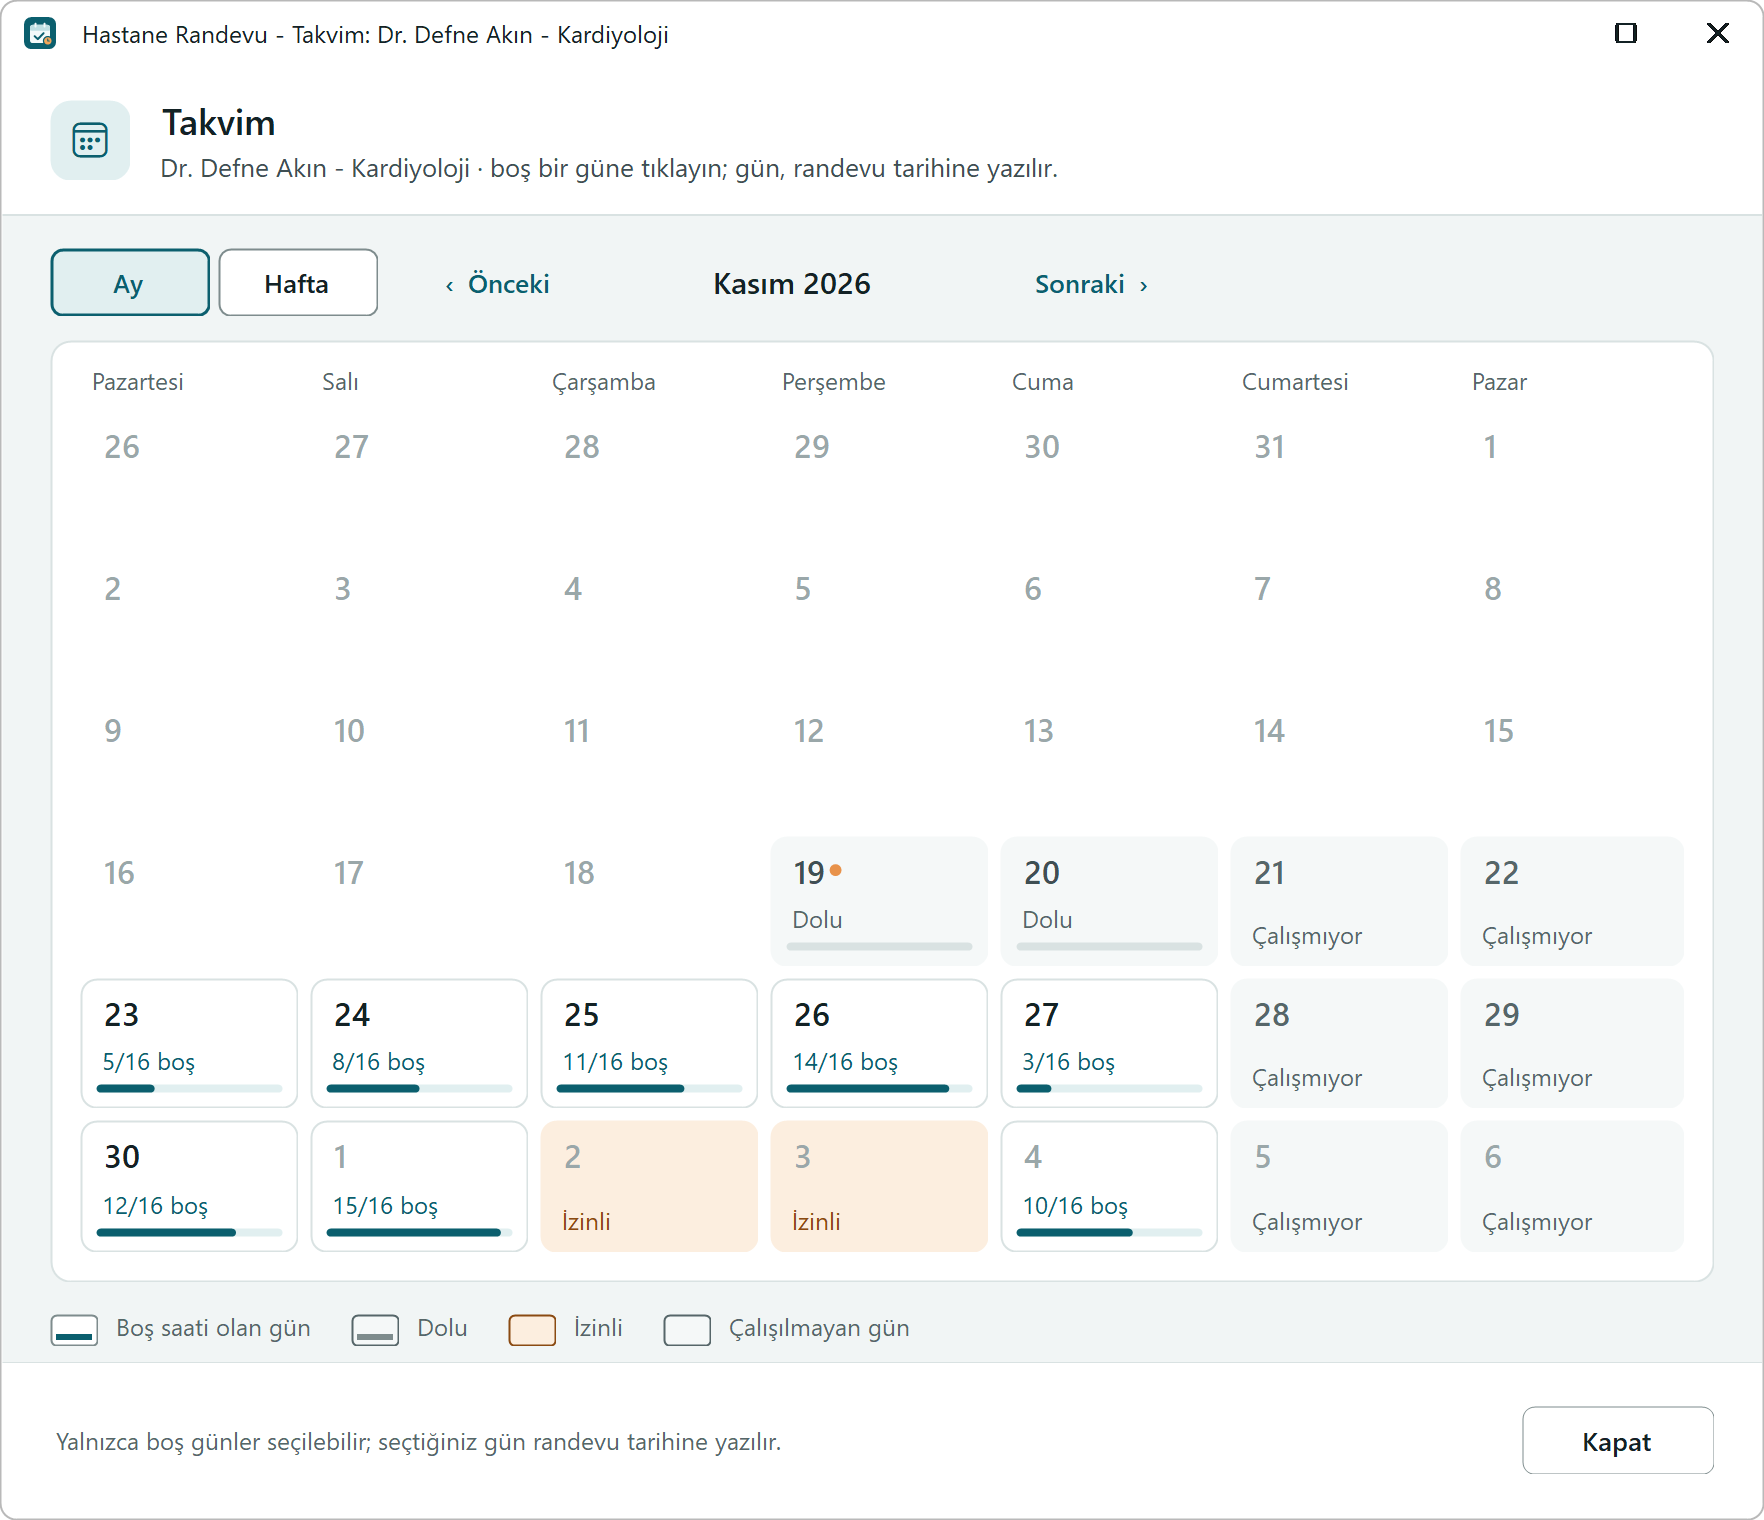 Hastane Randevu - Takvim: Dr. Defne Akın - Kardiyoloji
Takvim
Dr. Defne Akın - Kardiyoloji · boş bir güne tıklayın; gün, randevu tarihine yazılır.
Ay Hafta ‹ Önceki Kasım 2026 Sonraki ›
Pazartesi Salı Çarşamba Perşembe Cuma Cumartesi Pazar
26 27 28 29 30 31 1
2 3 4 5 6 7 8
9 10 11 12 13 14 15
16 17 18 19 20 21 22
Dolu Dolu Çalışmıyor Çalışmıyor
23 24 25 26 27 28 29
5/16 boş 8/16 boş 11/16 boş 14/16 boş 3/16 boş Çalışmıyor Çalışmıyor
30 1 2 3 4 5 6
12/16 boş 15/16 boş İzinli İzinli 10/16 boş Çalışmıyor Çalışmıyor
Boş saati olan gün Dolu İzinli Çalışılmayan gün
Yalnızca boş günler seçilebilir; seçtiğiniz gün randevu tarihine yazılır.
Kapat